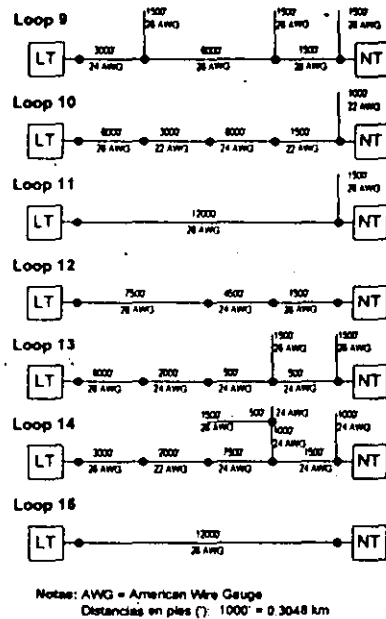 Loop 9
1500' 1500' 1500'
26 AWG 26 AWG 26 AWG
3000' 6000' 1500'
LT NT
24 AWG 26 AWG 26 AWG
Loop 10
1000'
22 AWG
6000' 3000' 6000' 1500'
LT NT
26 AWG 22 AWG 24 AWG 22 AWG
Loop 11
1500'
26 AWG
12000'
LT NT
26 AWG
Loop 12
7500' 4500' 1500'
LT NT
26 AWG 24 AWG 26 AWG
Loop 13
1500' 1500'
26 AWG 26 AWG
6000' 2000' 500' 500'
LT NT
26 AWG 24 AWG 24 AWG 24 AWG
Loop 14
1500' 500' 24 AWG 1000'
26 AWG 1000' 24 AWG
24 AWG
3000' 7000' 7500' 1500'
LT NT
26 AWG 22 AWG 24 AWG 24 AWG
Loop 15
12000'
LT NT
26 AWG
Notas: AWG = American Wire Gauge
Distancias en pies ('): 1000' = 0.3048 km